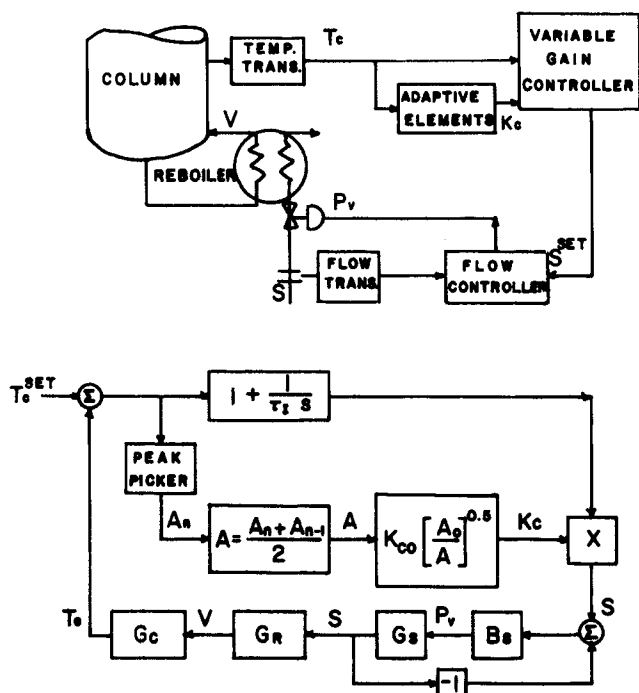 COLUMN
TEMP.
TRANS.
Tc
VARIABLE
GAIN
CONTROLLER
ADAPTIVE
ELEMENTS
Kc
V
REBOILER
Pv
S
FLOW
TRANS.
FLOW
CONTROLLER
S^SET
Tc^SET
Σ
1 + 1/(τI S)
PEAK
PICKER
An
A = (An + An-1)/2
A
Kco [Ao/A]^0.5
Kc
X
S
Tc
Gc
V
GR
S
Gs
Pv
Bs
Σ
-1